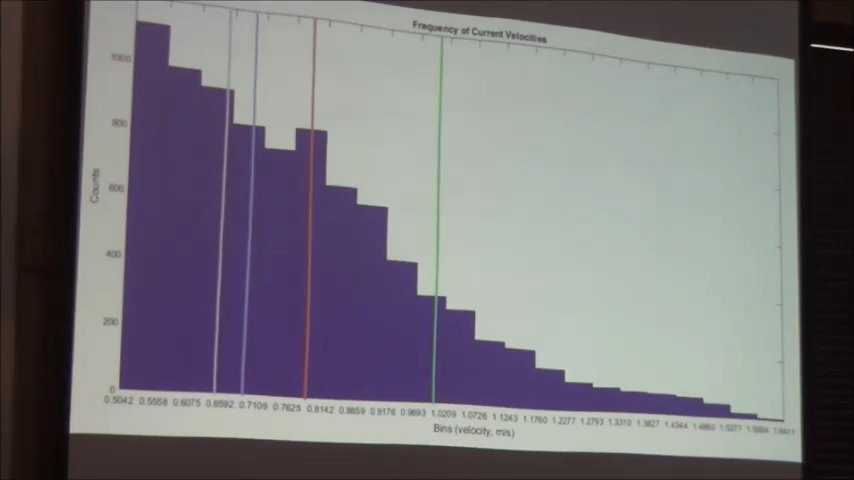 Frequency of Current Velocities
1000
800
600
400
200
0
Counts
0.5042 0.5558 0.6075 0.6592 0.7109 0.7625 0.8142 0.8659 0.9176 0.9693 1.0209 1.0726 1.1243 1.1760 1.2277 1.2793 1.3310 1.3827 1.4344
Bins (velocity, m/s)